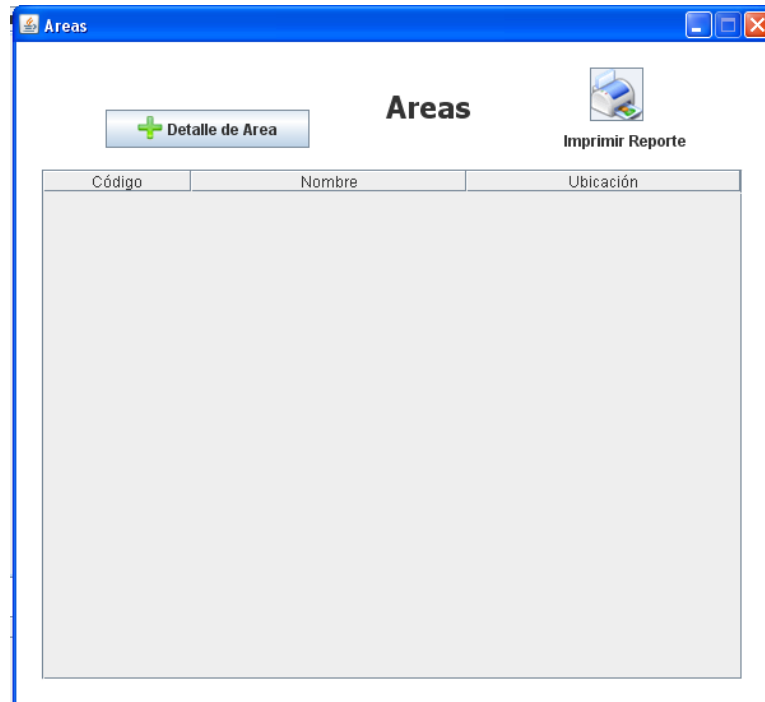 Areas
Areas
Detalle de Area
Imprimir Reporte
Código Nombre Ubicación